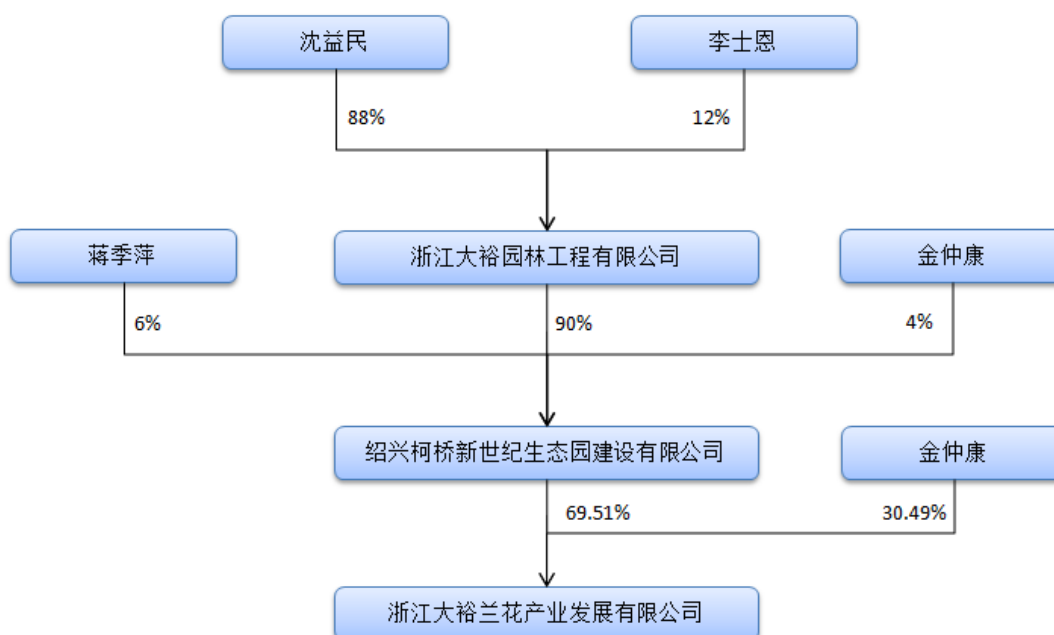 沈益民
李士恩
88%
12%
蒋季萍
浙江大裕园林工程有限公司
金仲康
6%
90%
4%
绍兴柯桥新世纪生态园建设有限公司
金仲康
69.51%
30.49%
浙江大裕兰花产业发展有限公司